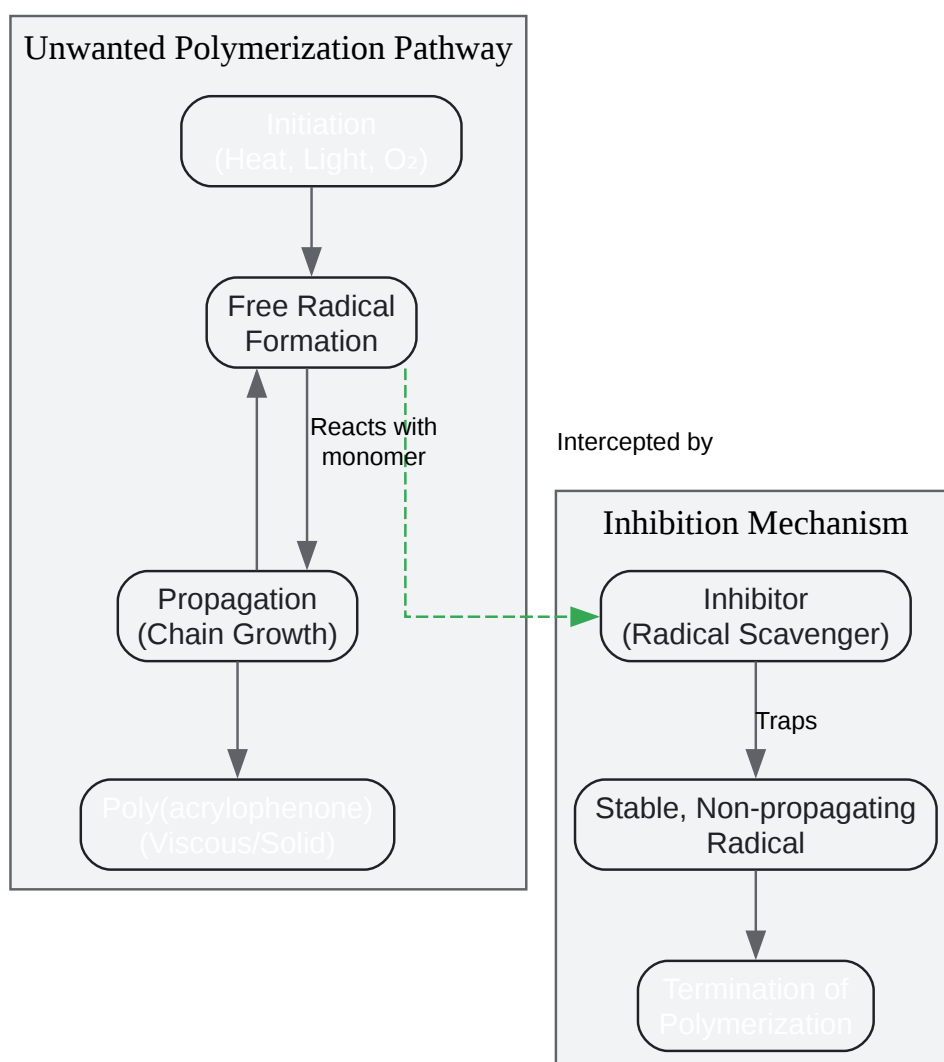 Unwanted Polymerization Pathway
Initiation
(Heat, Light, O₂)
Free Radical
Formation
Reacts with
monomer
Propagation
(Chain Growth)
Poly(acrylophenone)
(Viscous/Solid)
Intercepted by
Inhibition Mechanism
Inhibitor
(Radical Scavenger)
Traps
Stable, Non-propagating
Radical
Termination of
Polymerization